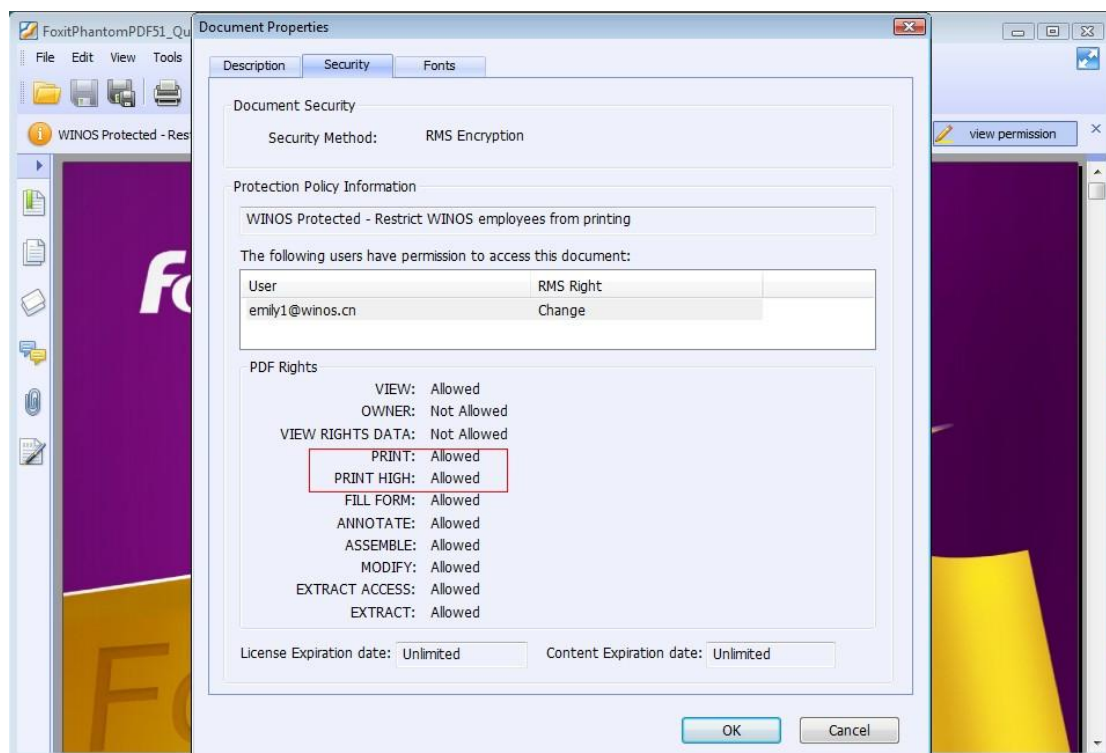 FoxitPhantomPDF51_Qu
Document Properties
File Edit View Tools
Description Security Fonts
Document Security
Security Method: RMS Encryption
WINOS Protected - Res
view permission
Protection Policy Information
WINOS Protected - Restrict WINOS employees from printing
The following users have permission to access this document:
User RMS Right
emily1@winos.cn Change
PDF Rights
VIEW: Allowed
OWNER: Not Allowed
VIEW RIGHTS DATA: Not Allowed
PRINT: Allowed
PRINT HIGH: Allowed
FILL FORM: Allowed
ANNOTATE: Allowed
ASSEMBLE: Allowed
MODIFY: Allowed
EXTRACT ACCESS: Allowed
EXTRACT: Allowed
License Expiration date: Unlimited Content Expiration date: Unlimited
OK Cancel